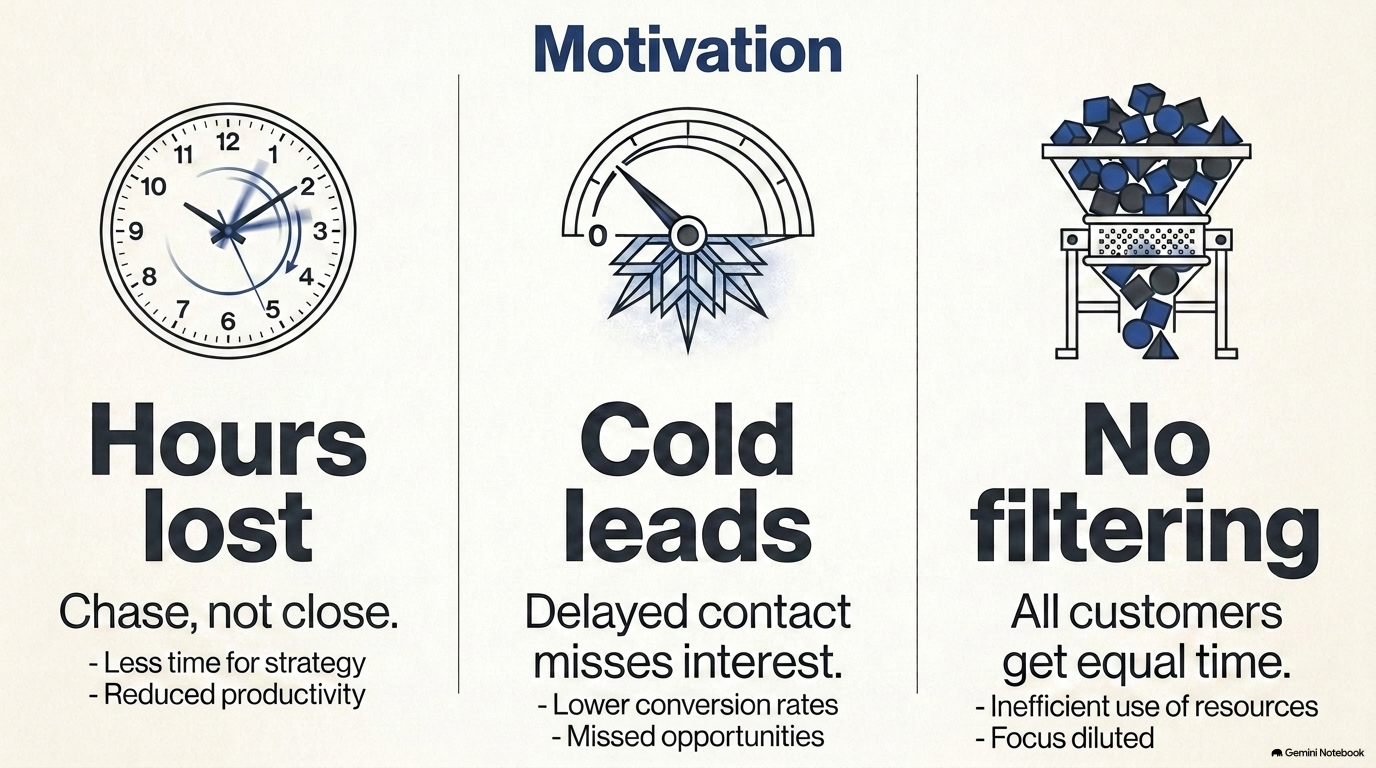 Motivation
12
11
1
10
2
9
3
8
4
7
5
6
Hours
lost
Chase, not close.
- Less time for strategy
- Reduced productivity
0
Cold
leads
Delayed contact
misses interest.
- Lower conversion rates
- Missed opportunities
No
filtering
All customers
get equal time.
- Inefficient use of resources
- Focus diluted
Gemini Notebook